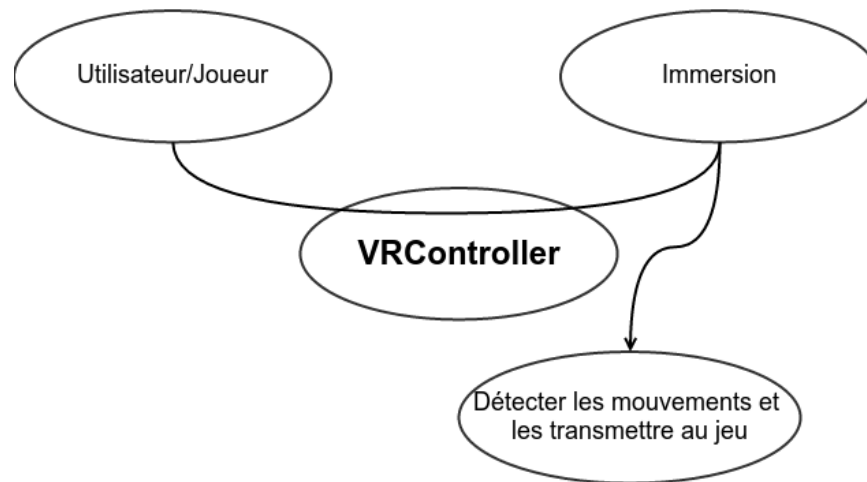 Utilisateur/Joueur
Immersion
VRController
Détecter les mouvements et
les transmettre au jeu